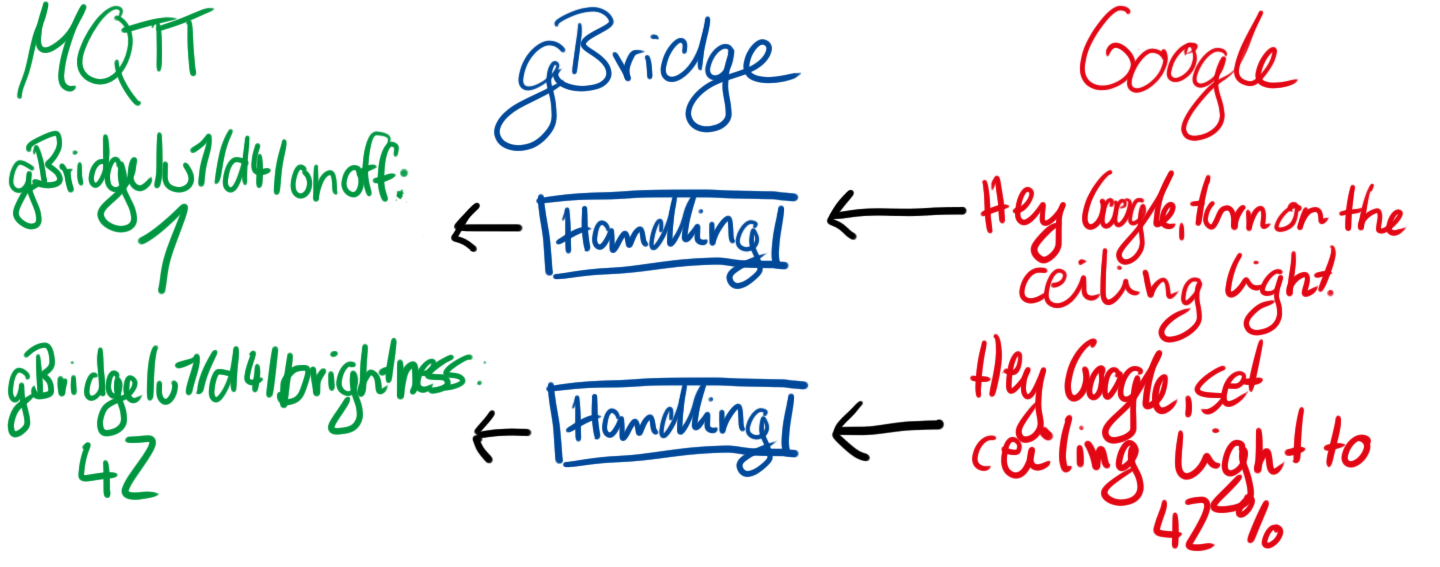 MQTT
gBridge
Google
gBridge/u1/d4/onoff:
1
Handling
Hey Google, turn on the
ceiling light.
gBridge/u1/d4/brightness:
42
Handling
Hey Google, set
ceiling light to
42%